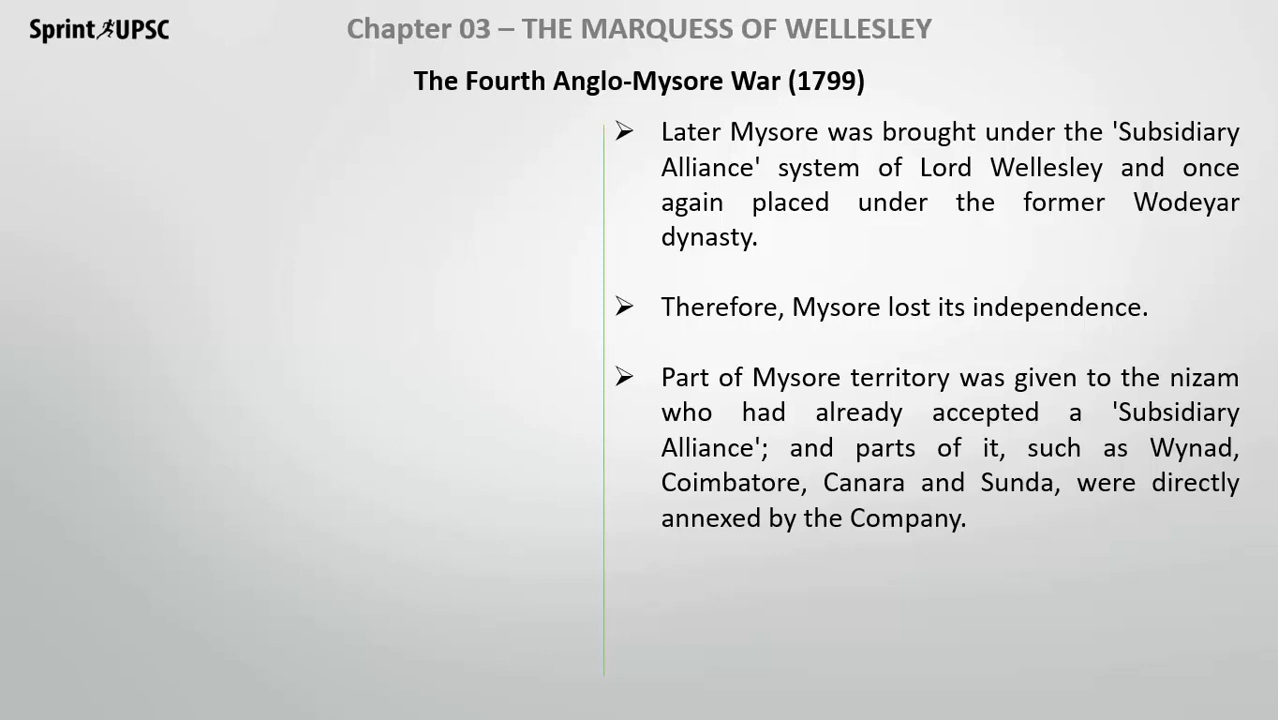 Sprint UPSC
Chapter 03 – THE MARQUESS OF WELLESLEY
The Fourth Anglo-Mysore War (1799)
➢ Later Mysore was brought under the 'Subsidiary
Alliance' system of Lord Wellesley and once
again placed under the former Wodeyar
dynasty.
➢ Therefore, Mysore lost its independence.
➢ Part of Mysore territory was given to the nizam
who had already accepted a 'Subsidiary
Alliance'; and parts of it, such as Wynad,
Coimbatore, Canara and Sunda, were directly
annexed by the Company.